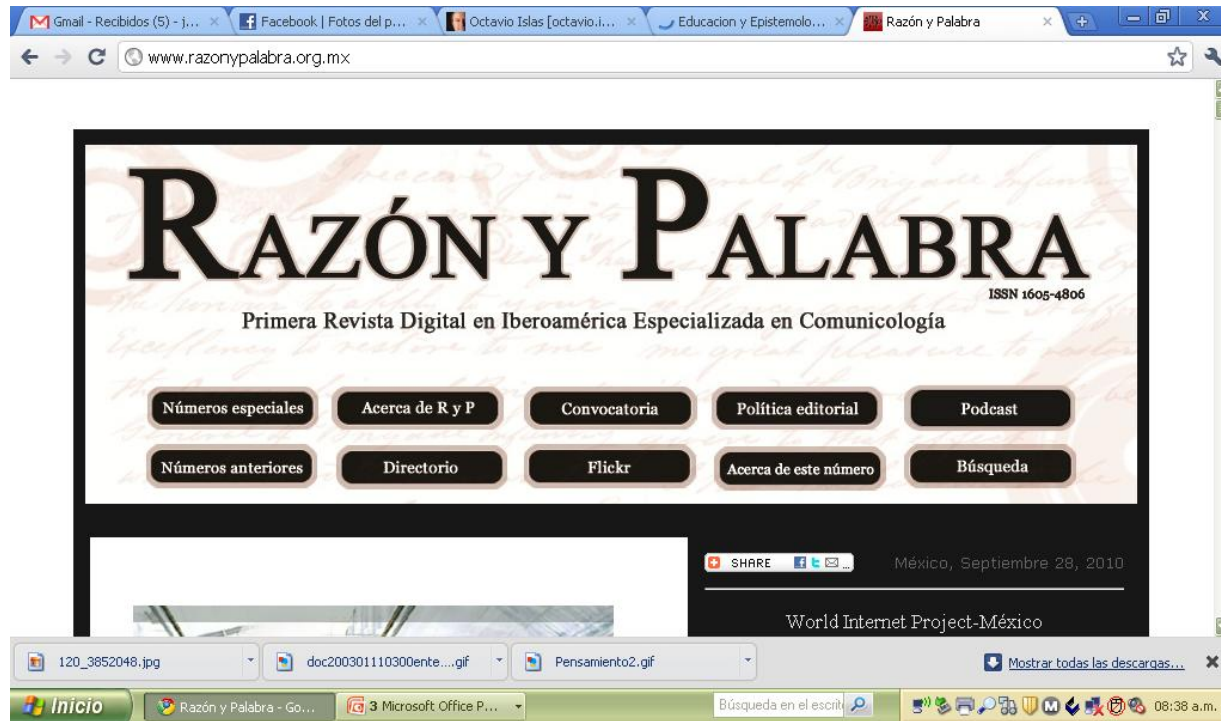 Gmail - Recibidos (5) - j... Facebook | Fotos del p... Octavio Islas [octavio.i... Educacion y Epistemolo... Razón y Palabra
www.razonypalabra.org.mx
RAZÓN Y PALABRA
ISSN 1605-4806
Primera Revista Digital en Iberoamérica Especializada en Comunicología
Números especiales Acerca de R y P Convocatoria Política editorial Podcast
Números anteriores Directorio Flickr Acerca de este número Búsqueda
SHARE México, Septiembre 28, 2010
World Internet Project-México
120_3852048.jpg doc200301110300ente....gif Pensamiento2.gif Mostrar todas las descargas...
Inicio Razón y Palabra - Go... 3 Microsoft Office P... Búsqueda en el escrit 08:38 a.m.